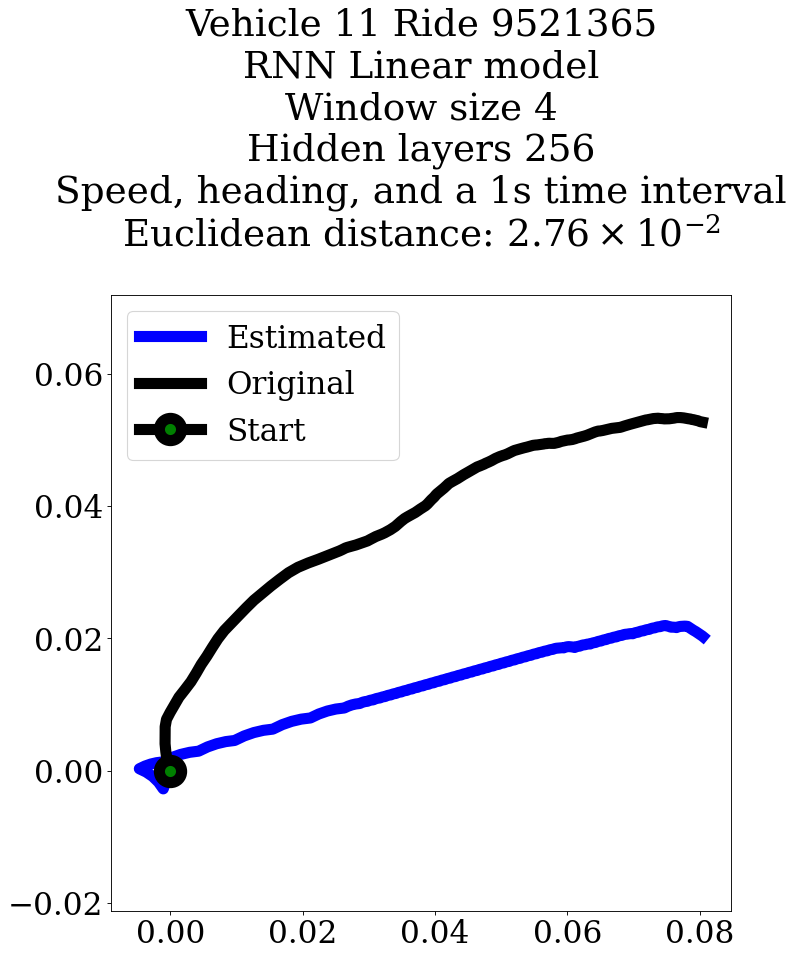 Vehicle 11 Ride 9521365
RNN Linear model
Window size 4
Hidden layers 256
Speed, heading, and a 1s time interval
Euclidean distance: 2.76 × 10⁻²
Estimated
Original
Start
0.06
0.04
0.02
0.00
−0.02
0.00 0.02 0.04 0.06 0.08